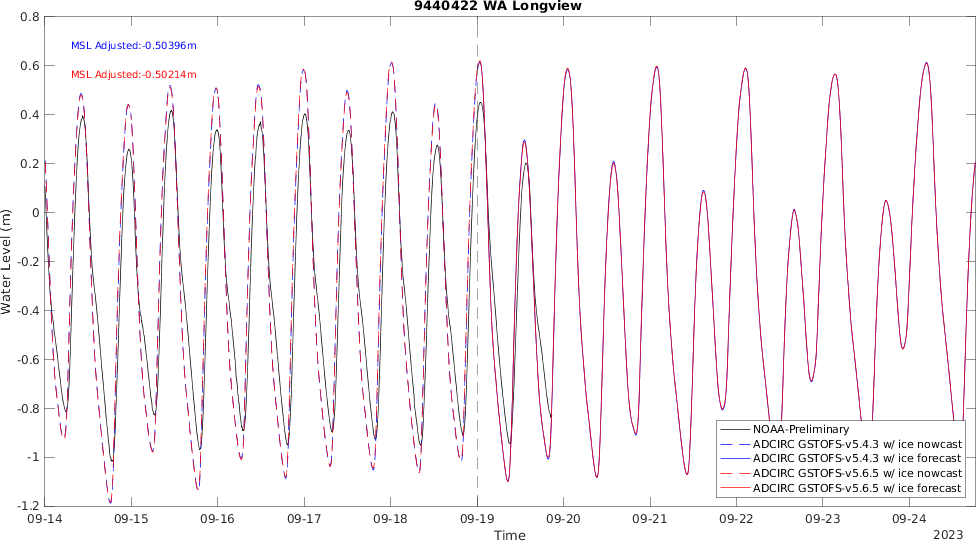 9440422 WA Longview
MSL Adjusted:-0.50396m
MSL Adjusted:-0.50214m
Water Level (m)
0.8
0.6
0.4
0.2
0
-0.2
-0.4
-0.6
-0.8
-1
-1.2
NOAA-Preliminary
ADCIRC GSTOFS-v5.4.3 w/ ice nowcast
ADCIRC GSTOFS-v5.4.3 w/ ice forecast
ADCIRC GSTOFS-v5.6.5 w/ ice nowcast
ADCIRC GSTOFS-v5.6.5 w/ ice forecast
09-14 09-15 09-16 09-17 09-18 09-19 09-20 09-21 09-22 09-23 09-24
Time
2023